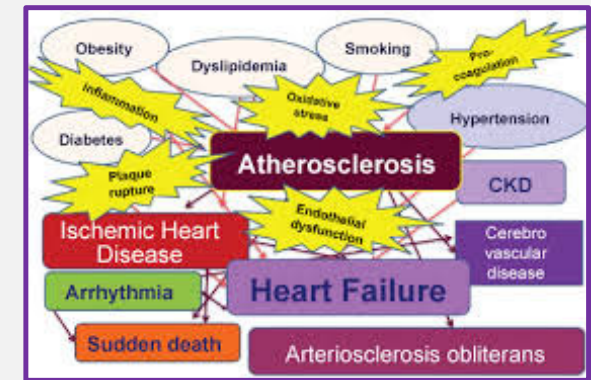 Obesity
Smoking
Pro-
coagulation
Dyslipidemia
Inflammation
Oxidative
stress
Hypertension
Diabetes
Atherosclerosis
Plaque
rupture
CKD
Endothelial
dysfunction
Ischemic Heart
Disease
Cerebro
vascular
disease
Arrhythmia
Heart Failure
Sudden death
Arteriosclerosis obliterans